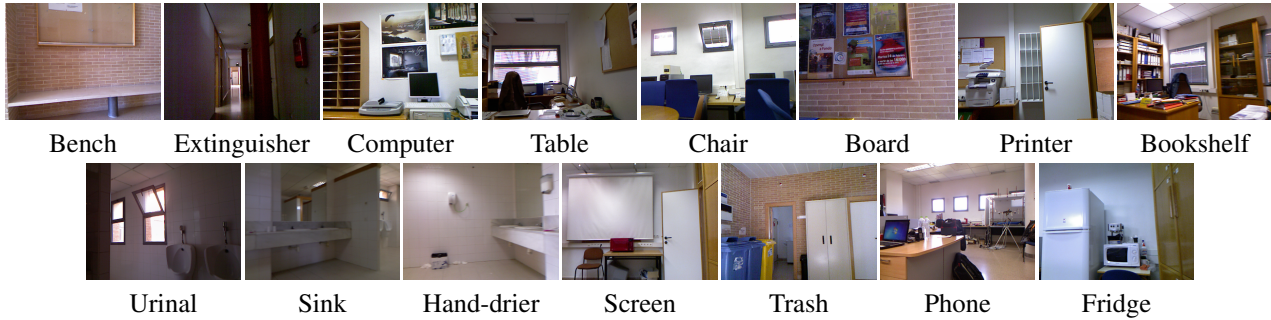 Bench Extinguisher Computer Table Chair Board Printer Bookshelf
Urinal Sink Hand-drier Screen Trash Phone Fridge